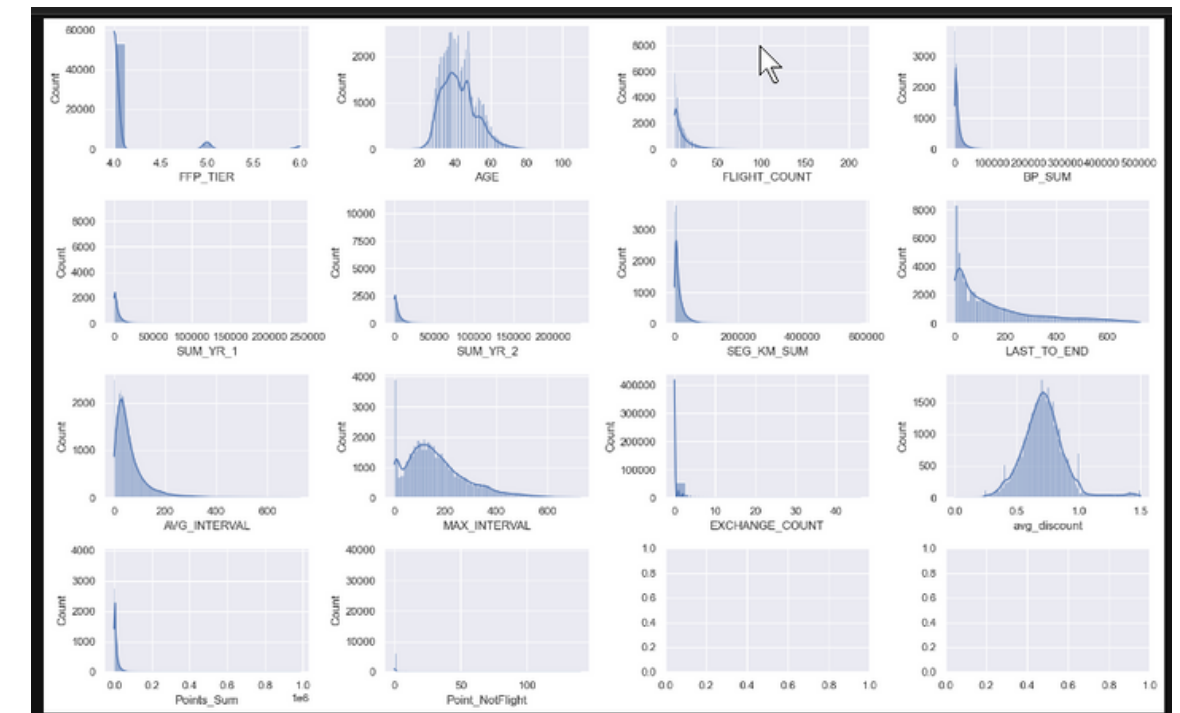 60000
40000
20000
0
Count
4.0 4.5 5.0 5.5 6.0
FFP_TIER
2000
1000
0
Count
20 40 60 80 100
AGE
8000
6000
4000
2000
0
Count
0 50 100 150 200
FLIGHT_COUNT
3000
2000
1000
0
Count
0 100000 200000 300000 400000 500000
BP_SUM
8000
6000
4000
2000
0
Count
0 50000 100000 150000 200000 250000
SUM_YR_1
10000
7500
5000
2500
0
Count
0 50000 100000 150000 200000
SUM_YR_2
3000
2000
1000
0
Count
0 200000 400000 600000
SEG_KM_SUM
8000
6000
4000
2000
0
Count
0 200 400 600
LAST_TO_END
2000
1000
0
Count
0 200 400 600
AVG_INTERVAL
4000
3000
2000
1000
0
Count
0 200 400 600
MAX_INTERVAL
400000
300000
200000
100000
0
Count
0 10 20 30 40
EXCHANGE_COUNT
1500
1000
500
0
Count
0.0 0.5 1.0 1.5
avg_discount
4000
3000
2000
1000
0
Count
0.0 0.2 0.4 0.6 0.8 1.0
Points_Sum 1e6
40000
30000
20000
10000
0
Count
0 50 100
Point_NotFlight
1.0
0.8
0.6
0.4
0.2
0.0
0.0 0.2 0.4 0.6 0.8 1.0
1.0
0.8
0.6
0.4
0.2
0.0
0.0 0.2 0.4 0.6 0.8 1.0